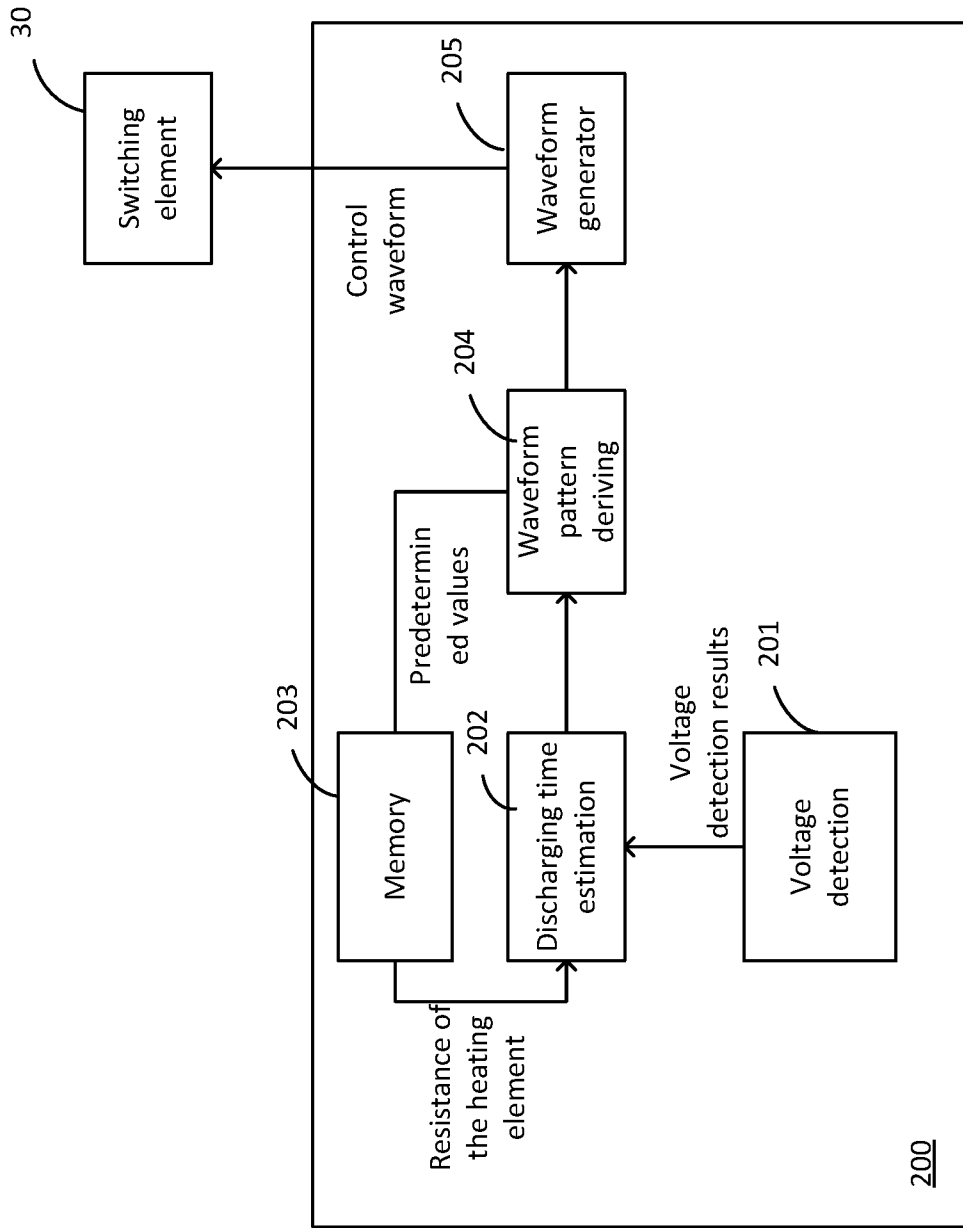 30
Switching
element
205
Control
waveform
Waveform
generator
204
Waveform
pattern
deriving
203
Predetermin
ed values
Memory
202
Discharging time
estimation
Voltage
detection results
201
Voltage
detection
Resistance of
the heating
element
200